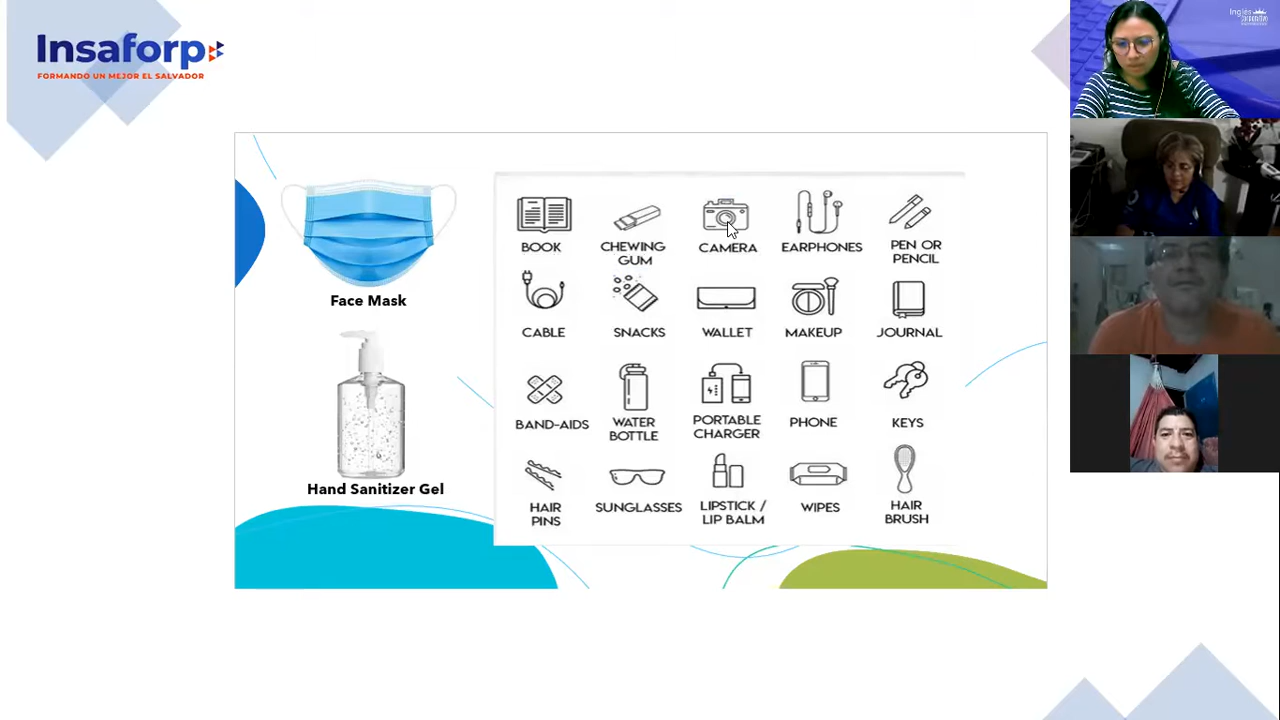 Insaforp
FORMANDO UN MEJOR EL SALVADOR
Inglés
Face Mask
Hand Sanitizer Gel
BOOK
CHEWING
GUM
CAMERA
EARPHONES
PEN OR
PENCIL
CABLE
SNACKS
WALLET
MAKEUP
JOURNAL
BAND-AIDS
WATER
BOTTLE
PORTABLE
CHARGER
PHONE
KEYS
HAIR
PINS
SUNGLASSES
LIPSTICK /
LIP BALM
WIPES
HAIR
BRUSH